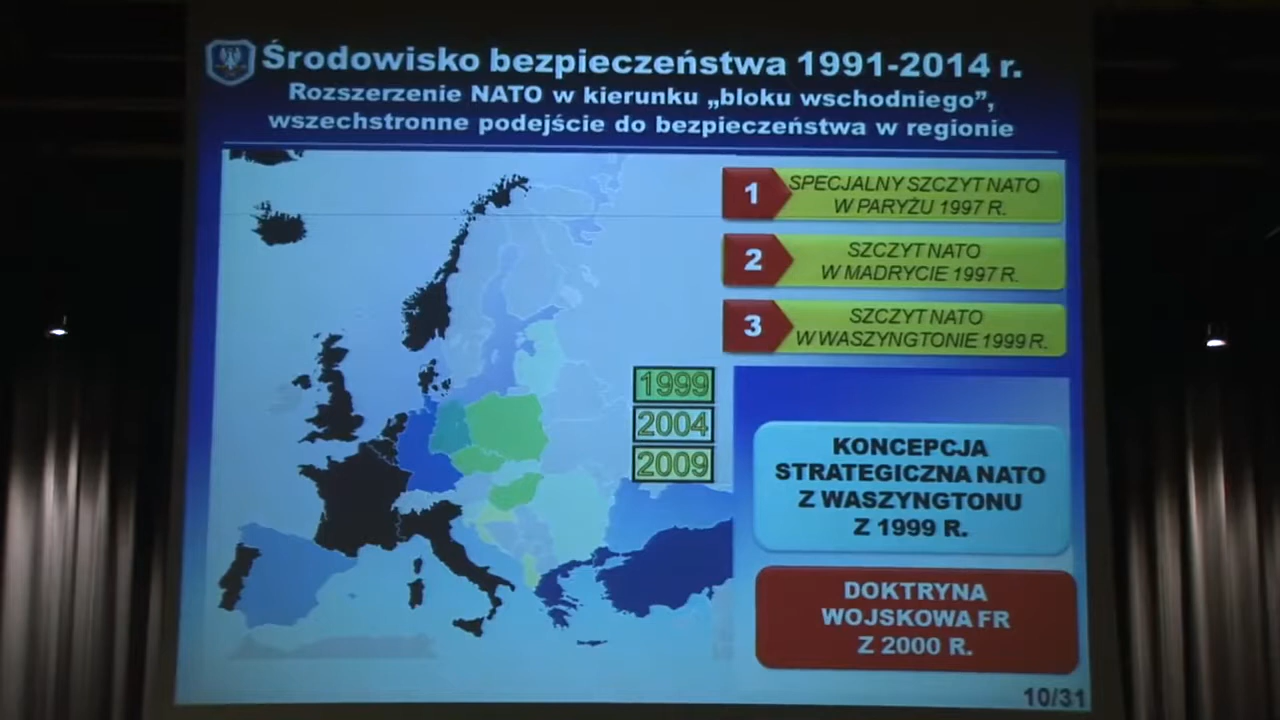 Środowisko bezpieczeństwa 1991-2014 r.
Rozszerzenie NATO w kierunku „bloku wschodniego”,
wszechstronne podejście do bezpieczeństwa w regionie
1
SPECJALNY SZCZYT NATO
W PARYŻU 1997 R.
2
SZCZYT NATO
W MADRYCIE 1997 R.
3
SZCZYT NATO
W WASZYNGTONIE 1999 R.
1999
2004
2009
KONCEPCJA
STRATEGICZNA NATO
Z WASZYNGTONU
Z 1999 R.
DOKTRYNA
WOJSKOWA FR
Z 2000 R.
10/31